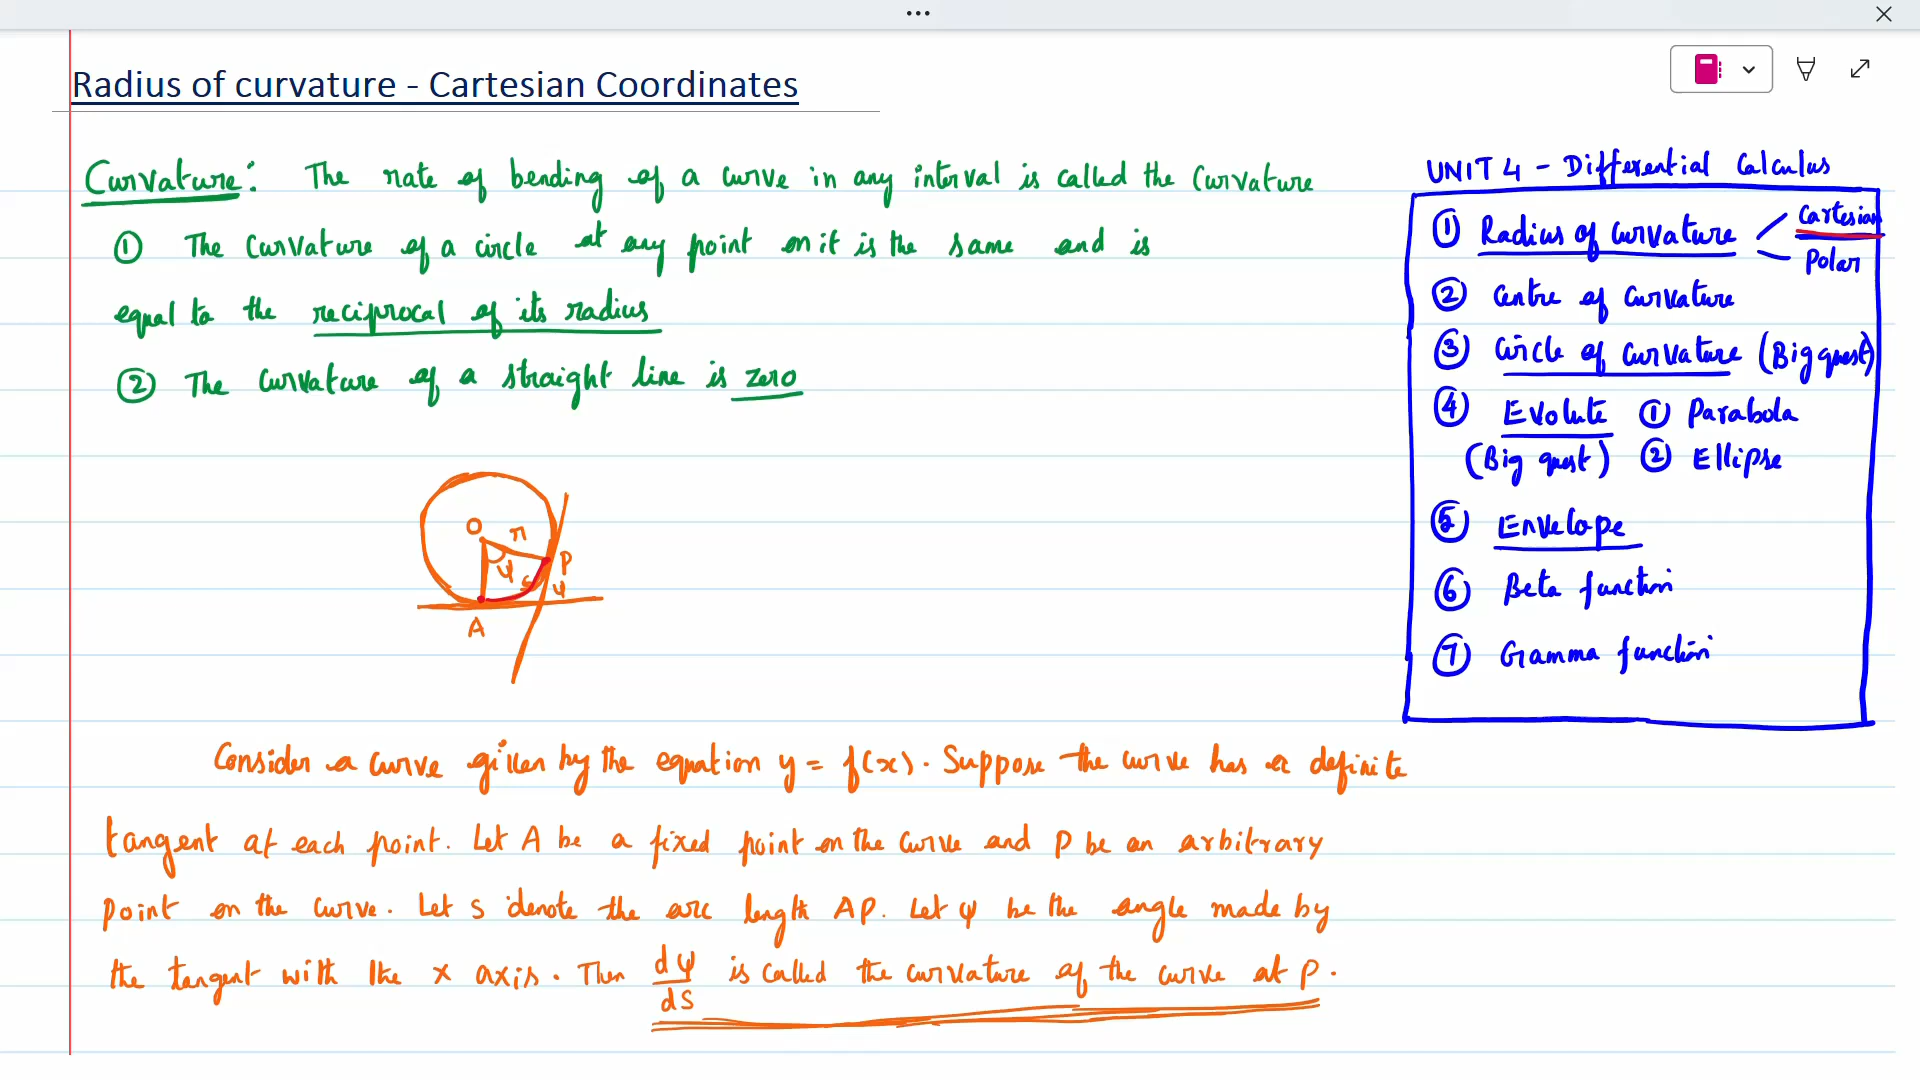 Radius of curvature - Cartesian Coordinates
Curvature: The rate of bending of a curve in any interval is called the Curvature
① The Curvature of a circle at any point on it is the same and is
equal to the reciprocal of its radius
② The Curvature of a straight line is zero
O r
ψ s P
ψ
A
Consider a curve given by the equation y = f(x). Suppose the curve has a definite
tangent at each point. Let A be a fixed point on the curve and P be an arbitrary
point on the curve. Let s denote the arc length AP. Let ψ be the angle made by
the tangent with the x axis. Then dψ/ds is called the curvature of the curve at P.
UNIT 4 - Differential Calculus
① Radius of curvature Cartesian
Polar
② Centre of Curvature
③ Circle of curvature (Big quest)
④ Evolute ① Parabola
(Big quest) ② Ellipse
⑤ Envelope
⑥ Beta function
⑦ Gamma function